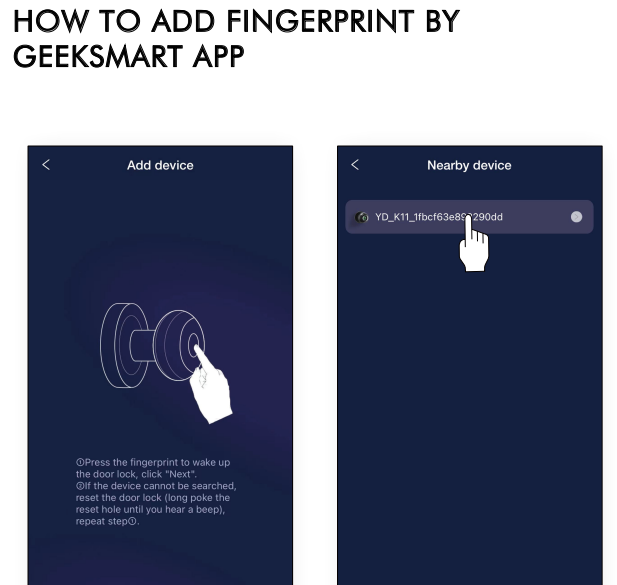 HOW TO ADD FINGERPRINT BY
GEEKSMART APP
Add device
①Press the fingerprint to wake up
the door lock, click "Next".
②If the device cannot be searched,
reset the door lock (long poke the
reset hole until you hear a beep),
repeat step①.
Nearby device